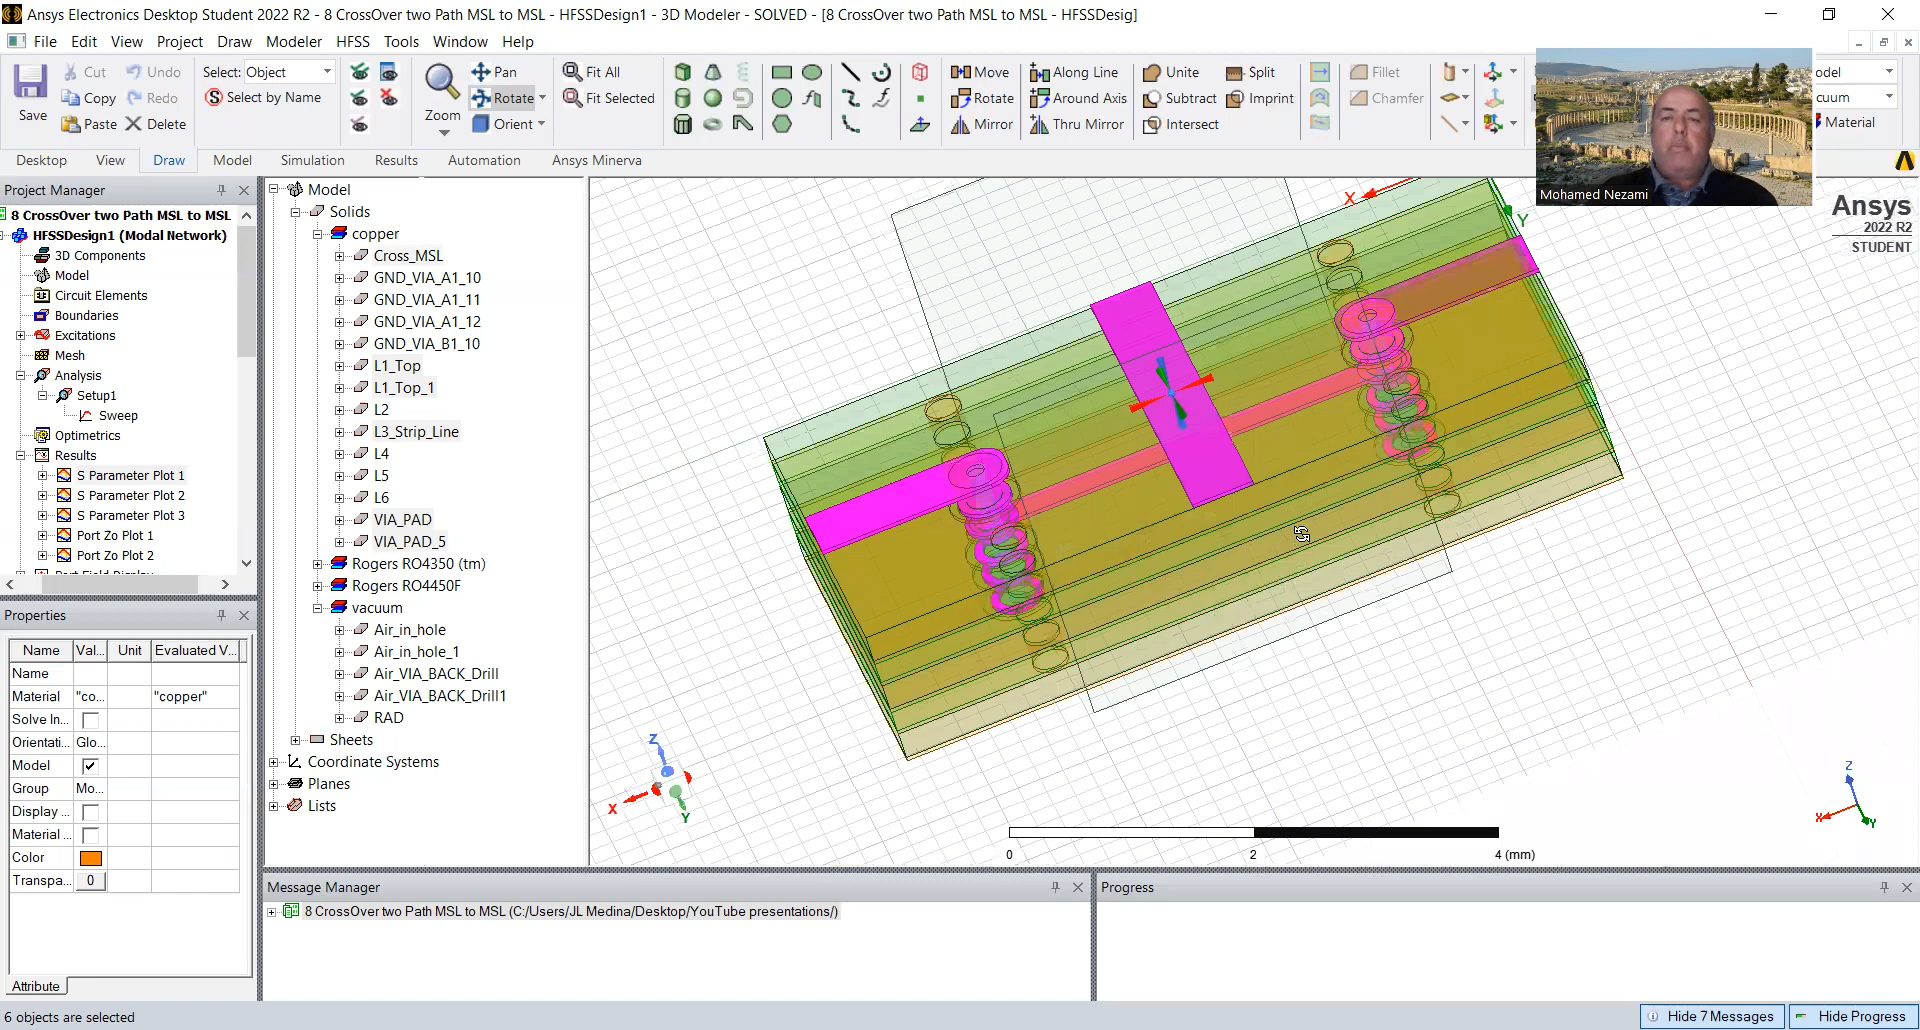 Ansys Electronics Desktop Student 2022 R2 - 8 CrossOver two Path MSL to MSL - HFSSDesign1 - 3D Modeler - SOLVED - [8 CrossOver two Path MSL to MSL - HFSSDesig]
File Edit View Project Draw Modeler HFSS Tools Window Help
Save
Cut
Copy
Paste
Undo
Redo
Delete
Select: Object
Select by Name
Zoom
Pan
Rotate
Orient
Fit All
Fit Selected
Move
Rotate
Mirror
Along Line
Around Axis
Thru Mirror
Unite
Subtract
Intersect
Split
Imprint
Fillet
Chamfer
odel
cuum
Material
Desktop View Draw Model Simulation Results Automation Ansys Minerva
Mohamed Nezami
Ansys
2022 R2
STUDENT
Project Manager
8 CrossOver two Path MSL to MSL
HFSSDesign1 (Modal Network)
3D Components
Model
Circuit Elements
Boundaries
Excitations
Mesh
Analysis
Setup1
Sweep
Optimetrics
Results
S Parameter Plot 1
S Parameter Plot 2
S Parameter Plot 3
Port Zo Plot 1
Port Zo Plot 2
Properties
Name Val... Unit Evaluated V...
Name
Material "co... "copper"
Solve In...
Orientati... Glo...
Model
Group Mo...
Display ...
Material ...
Color
Transpa... 0
Attribute
Model
Solids
copper
Cross_MSL
GND_VIA_A1_10
GND_VIA_A1_11
GND_VIA_A1_12
GND_VIA_B1_10
L1_Top
L1_Top_1
L2
L3_Strip_Line
L4
L5
L6
VIA_PAD
VIA_PAD_5
Rogers RO4350 (tm)
Rogers RO4450F
vacuum
Air_in_hole
Air_in_hole_1
Air_VIA_BACK_Drill
Air_VIA_BACK_Drill1
RAD
Sheets
Coordinate Systems
Planes
Lists
X
Y
Z
X
Y
Z
X
Y
0 2 4 (mm)
Message Manager
8 CrossOver two Path MSL to MSL (C:/Users/JL Medina/Desktop/YouTube presentations/)
Progress
6 objects are selected
Hide 7 Messages
Hide Progress